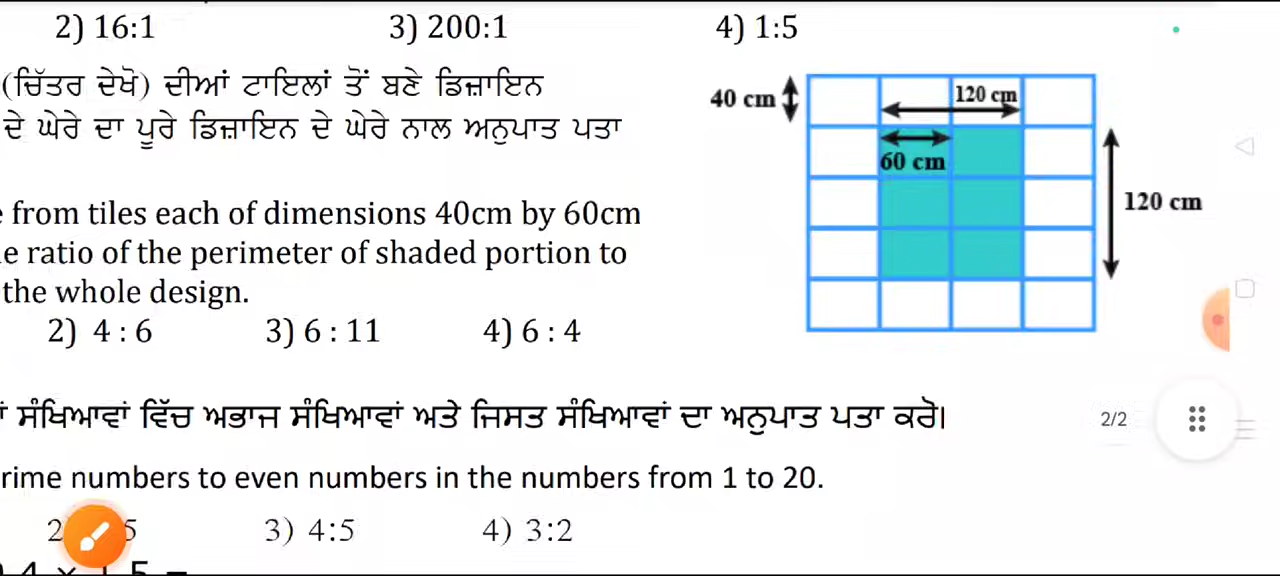 2) 16:1 3) 200:1 4) 1:5
(ਚਿੱਤਰ ਦੇਖੋ) ਦੀਆਂ ਟਾਇਲਾਂ ਤੋਂ ਬਣੇ ਡਿਜ਼ਾਇਨ
ਦੇ ਘੇਰੇ ਦਾ ਪੂਰੇ ਡਿਜ਼ਾਇਨ ਦੇ ਘੇਰੇ ਨਾਲ ਅਨੁਪਾਤ ਪਤਾ
40 cm
120 cm
60 cm
120 cm
from tiles each of dimensions 40cm by 60cm
ratio of the perimeter of shaded portion to
the whole design.
2) 4 : 6 3) 6 : 11 4) 6 : 4
ਸੰਖਿਆਵਾਂ ਵਿੱਚ ਅਭਾਜ ਸੰਖਿਆਵਾਂ ਅਤੇ ਜਿਸਤ ਸੰਖਿਆਵਾਂ ਦਾ ਅਨੁਪਾਤ ਪਤਾ ਕਰੋ।
2/2
rime numbers to even numbers in the numbers from 1 to 20.
2 5 3) 4:5 4) 3:2